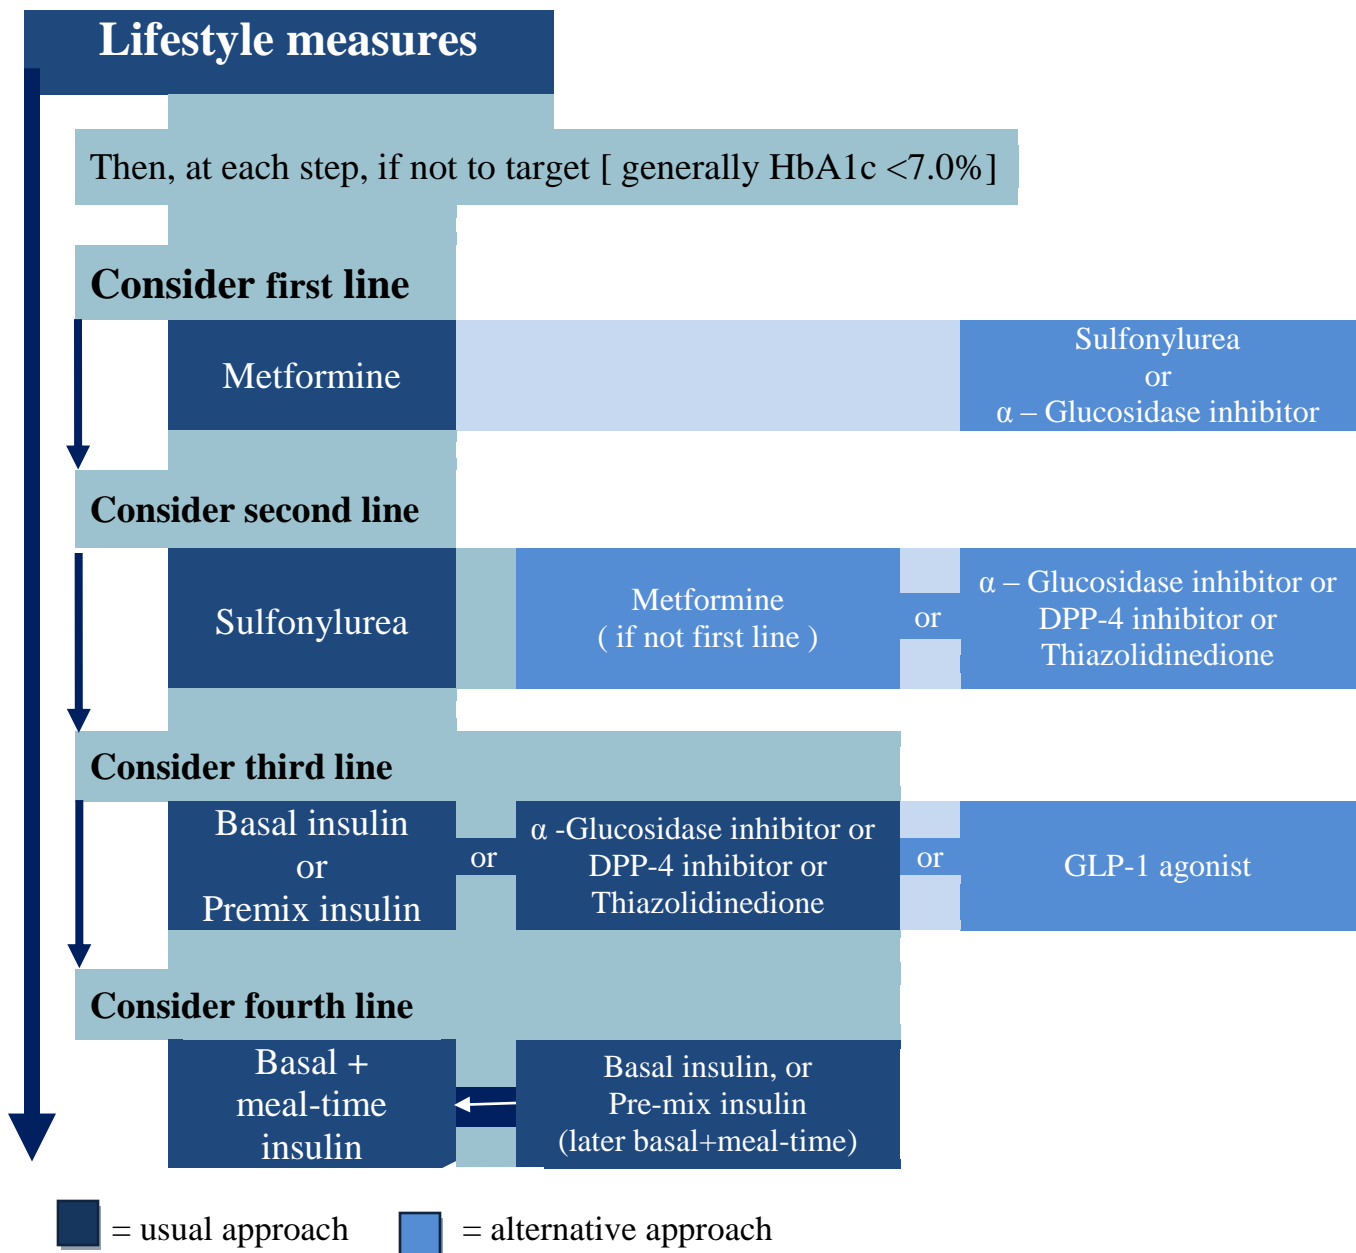 Lifestyle measures
Then, at each step, if not to target [ generally HbA1c <7.0%]
Consider first line
Metformine
Sulfonylurea
or
α – Glucosidase inhibitor
Consider second line
Sulfonylurea
Metformine
( if not first line )
or
α – Glucosidase inhibitor or
DPP-4 inhibitor or
Thiazolidinedione
Consider third line
Basal insulin
or
Premix insulin
or
α -Glucosidase inhibitor or
DPP-4 inhibitor or
Thiazolidinedione
or
GLP-1 agonist
Consider fourth line
Basal +
meal-time
insulin
Basal insulin, or
Pre-mix insulin
(later basal+meal-time)
= usual approach
= alternative approach